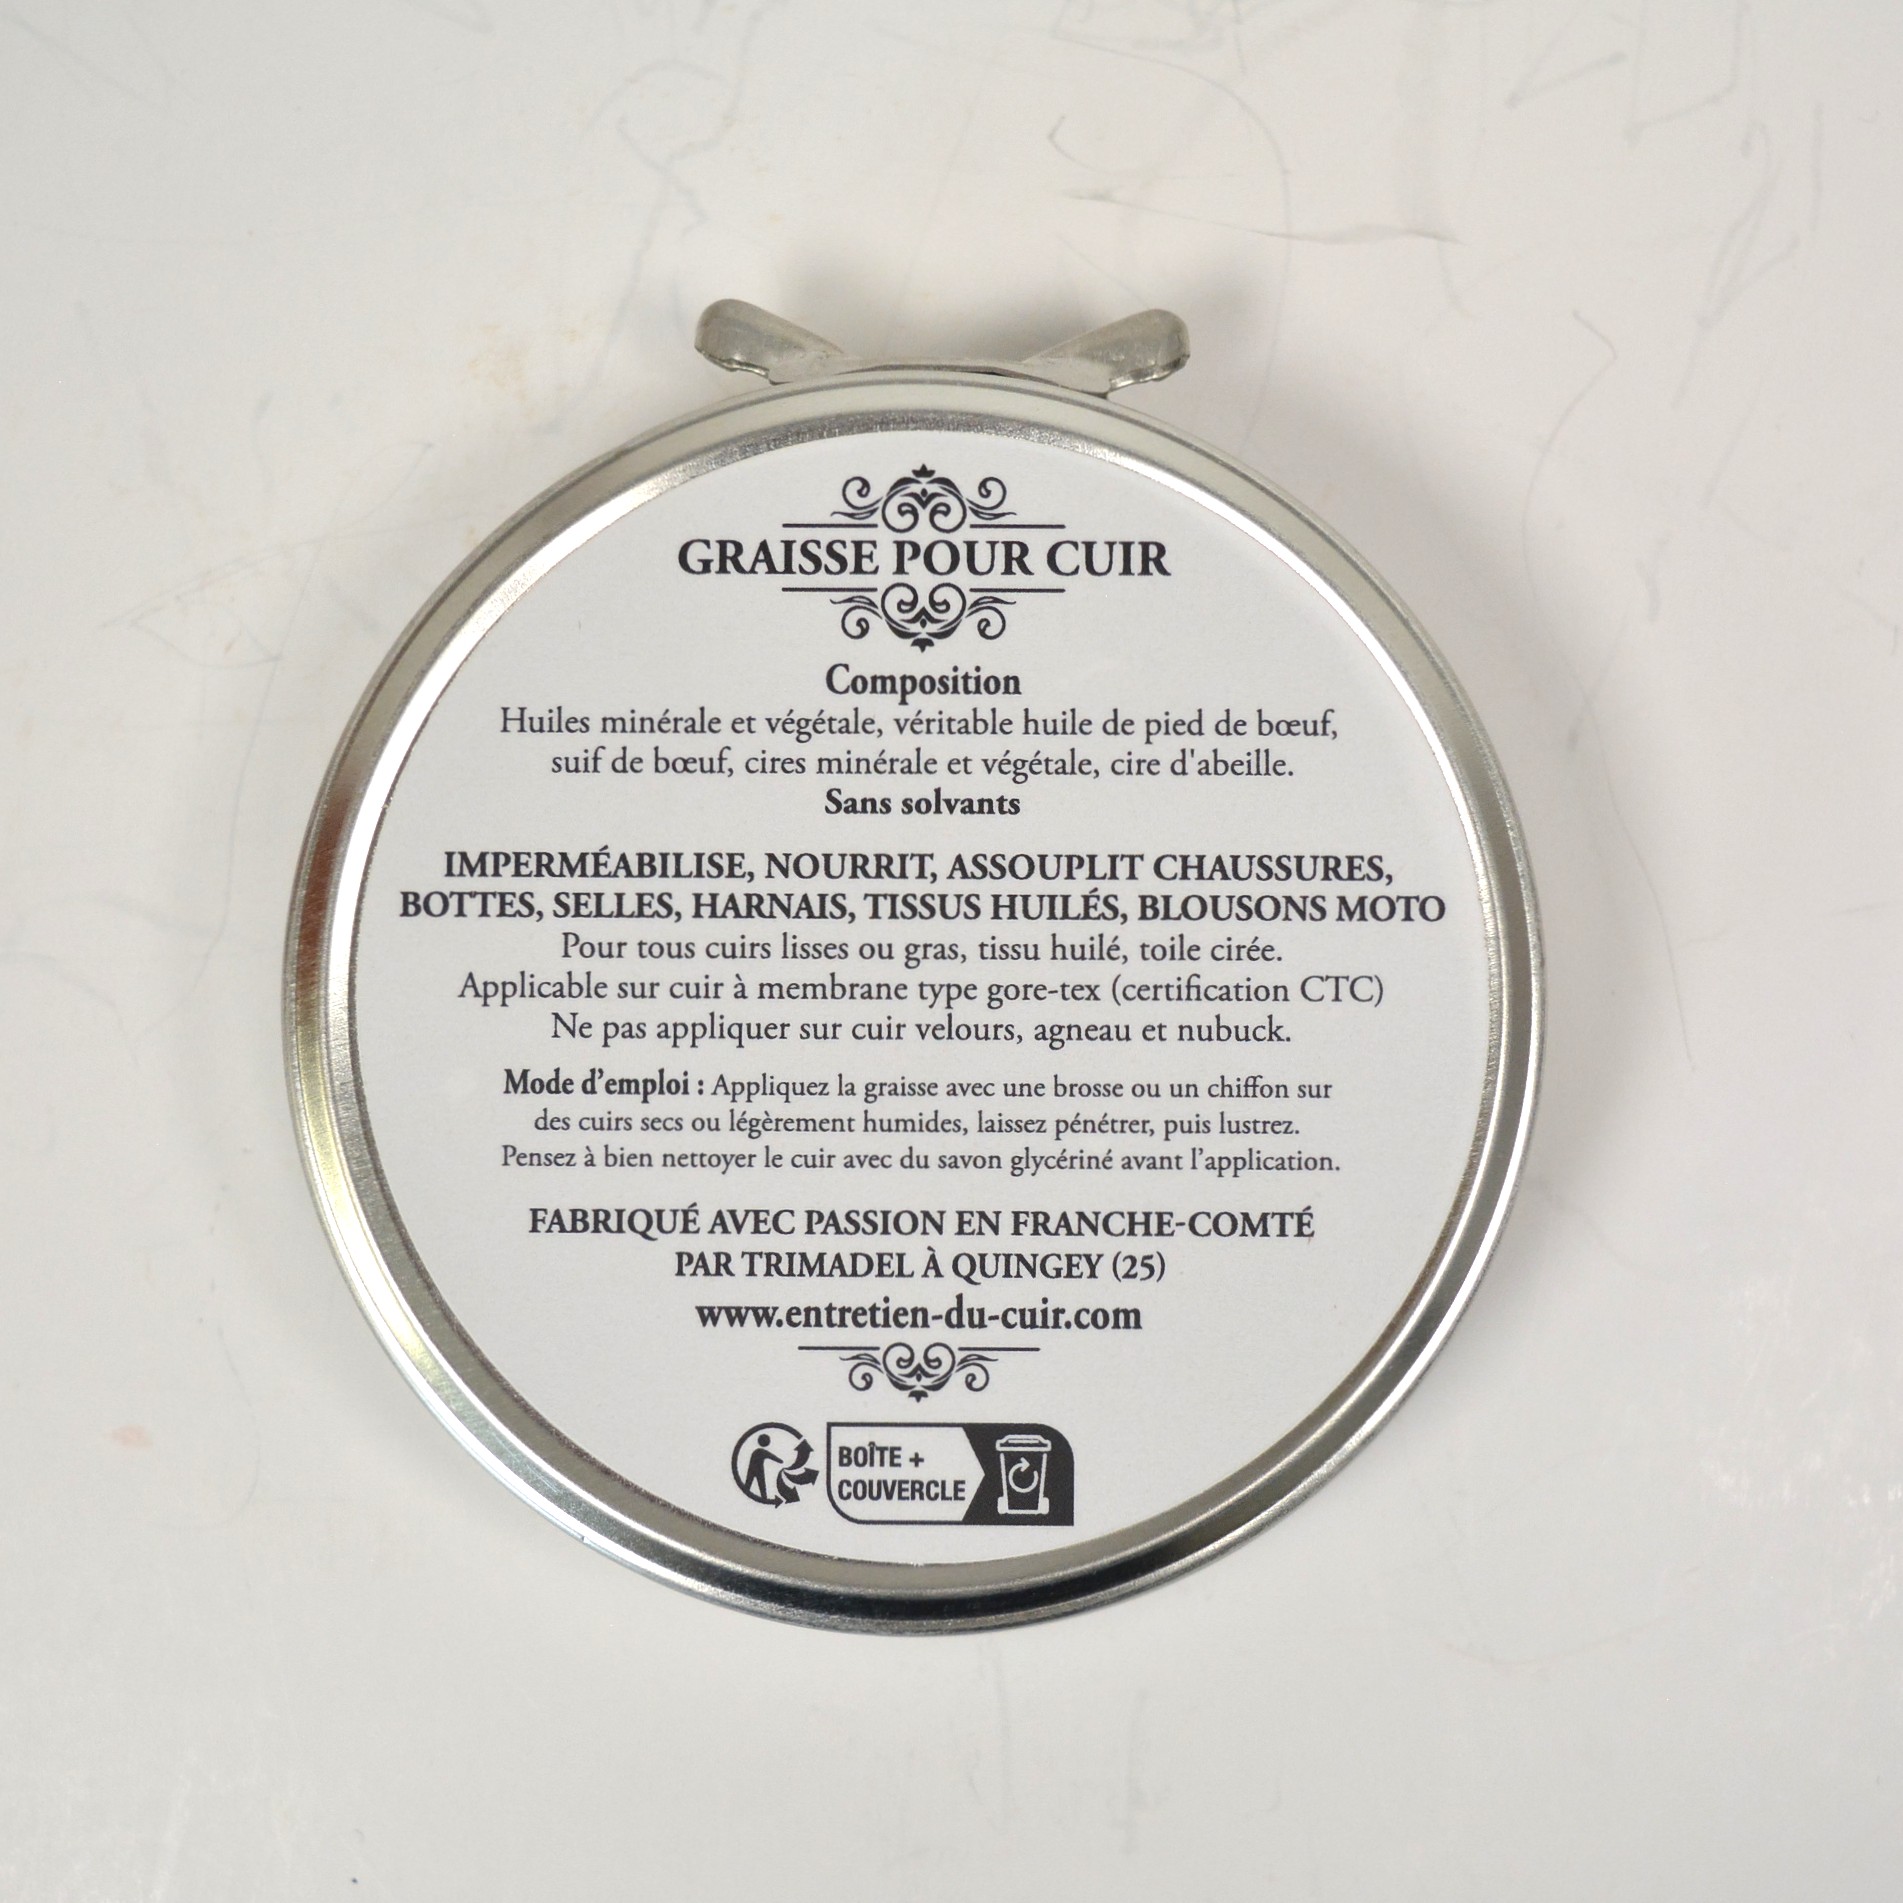 GRAISSE POUR CUIR
Composition
Huiles minérale et végétale, véritable huile de pied de bœuf,
suif de bœuf, cires minérale et végétale, cire d'abeille.
Sans solvants
IMPERMÉABILISE, NOURRIT, ASSOUPLIT CHAUSSURES,
BOTTES, SELLES, HARNAIS, TISSUS HUILÉS, BLOUSONS MOTO
Pour tous cuirs lisses ou gras, tissu huilé, toile cirée.
Applicable sur cuir à membrane type gore-tex (certification CTC)
Ne pas appliquer sur cuir velours, agneau et nubuck.
Mode d’emploi : Appliquez la graisse avec une brosse ou un chiffon sur
des cuirs secs ou légèrement humides, laissez pénétrer, puis lustrez.
Pensez à bien nettoyer le cuir avec du savon glycériné avant l’application.
FABRIQUÉ AVEC PASSION EN FRANCHE-COMTÉ
PAR TRIMADEL À QUINGEY (25)
www.entretien-du-cuir.com
BOÎTE +
COUVERCLE